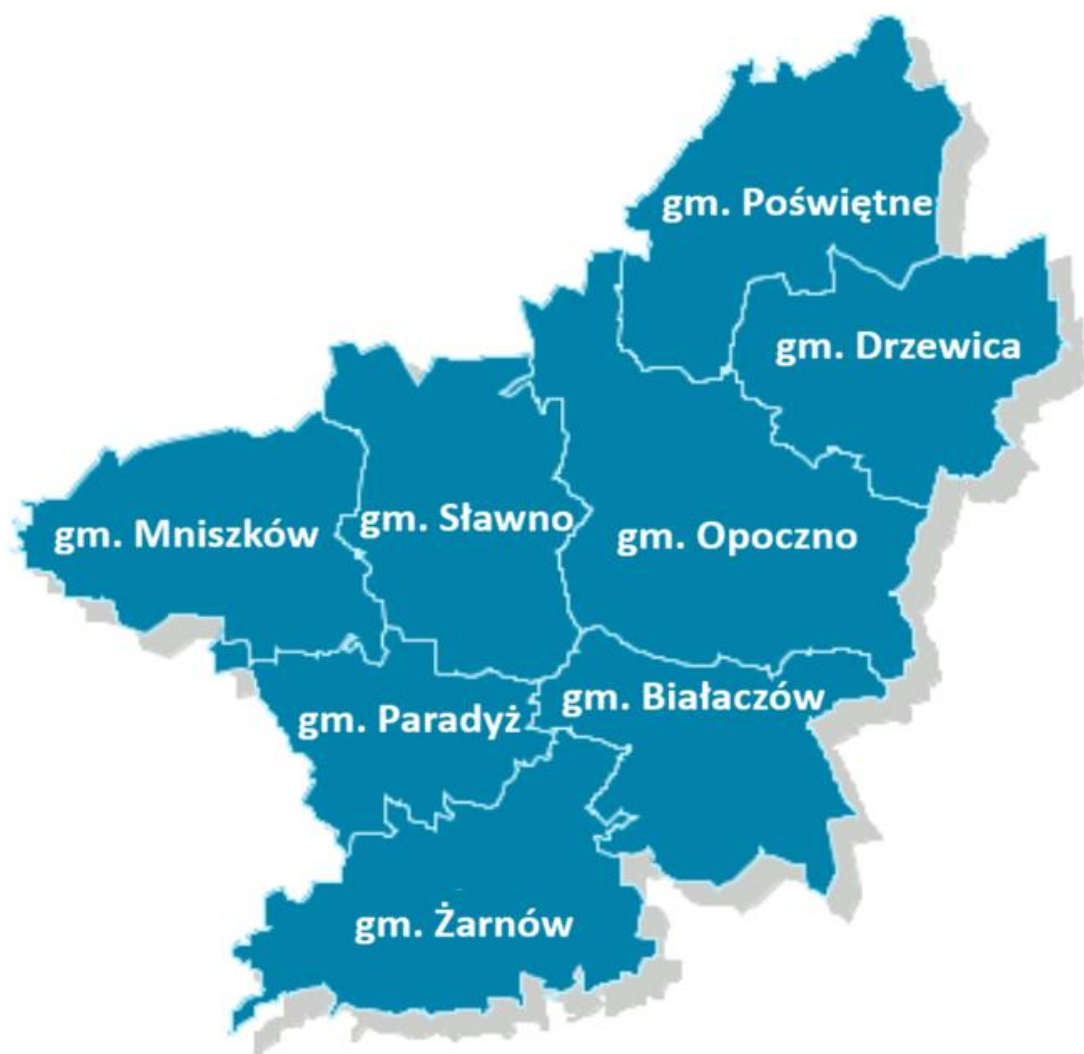 gm. Poświętne
gm. Drzewica
gm. Sławno
gm. Mniszków
gm. Opoczno
gm. Białaczów
gm. Paradyż
gm. Żarnów